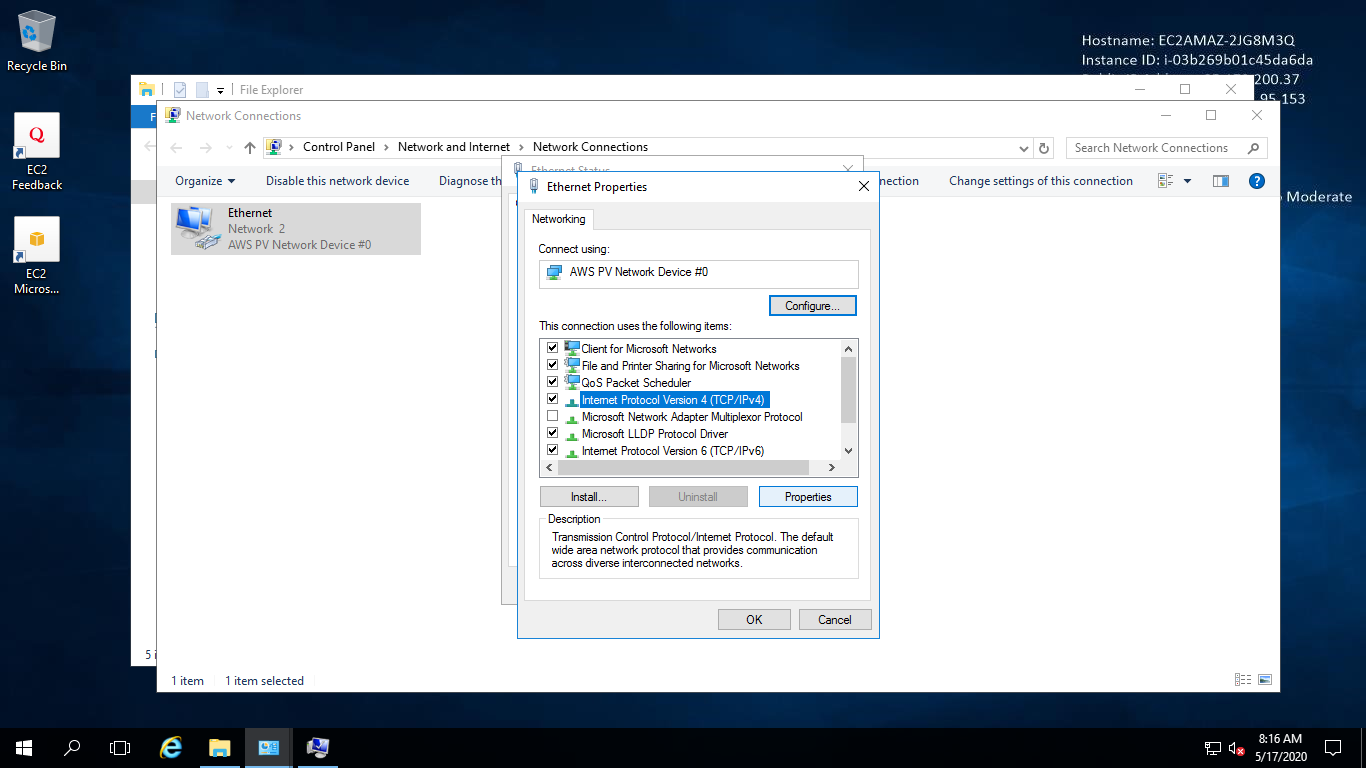 Recycle Bin
EC2
Feedback
EC2
Micros...
Hostname: EC2AMAZ-2JG8M3Q
Instance ID: i-03b269b01c45da6da
200.37
95-153
Moderate
File Explorer
F
Network Connections
Control Panel > Network and Internet > Network Connections
Search Network Connections
Organize
Disable this network device
Diagnose th
nection
Change settings of this connection
Ethernet
Network 2
AWS PV Network Device #0
Ethernet Status
Ethernet Properties
Networking
Connect using:
AWS PV Network Device #0
Configure...
This connection uses the following items:
Client for Microsoft Networks
File and Printer Sharing for Microsoft Networks
QoS Packet Scheduler
Internet Protocol Version 4 (TCP/IPv4)
Microsoft Network Adapter Multiplexor Protocol
Microsoft LLDP Protocol Driver
Internet Protocol Version 6 (TCP/IPv6)
Install...
Uninstall
Properties
Description
Transmission Control Protocol/Internet Protocol. The default
wide area network protocol that provides communication
across diverse interconnected networks.
OK
Cancel
5 i
1 item
1 item selected
8:16 AM
5/17/2020